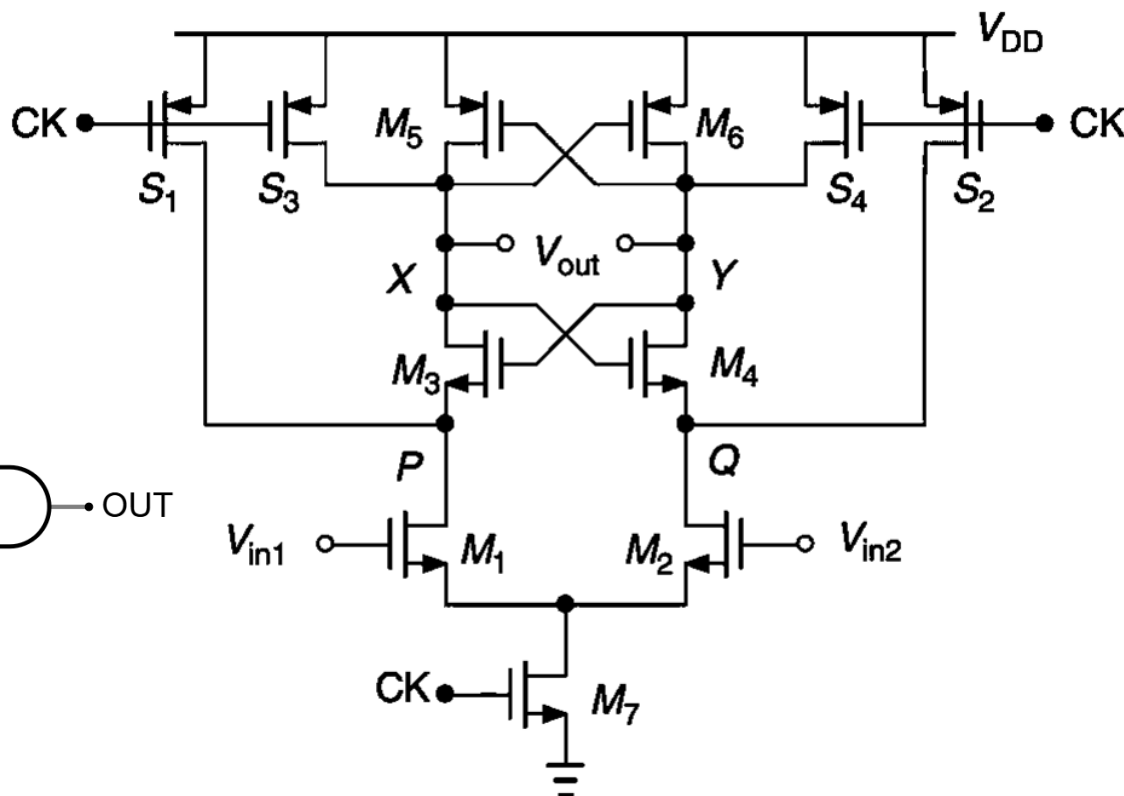 V_DD
CK
M_5
M_6
CK
S_1
S_3
S_4
S_2
V_out
X
Y
M_3
M_4
P
Q
OUT
V_in1
M_1
M_2
V_in2
CK
M_7